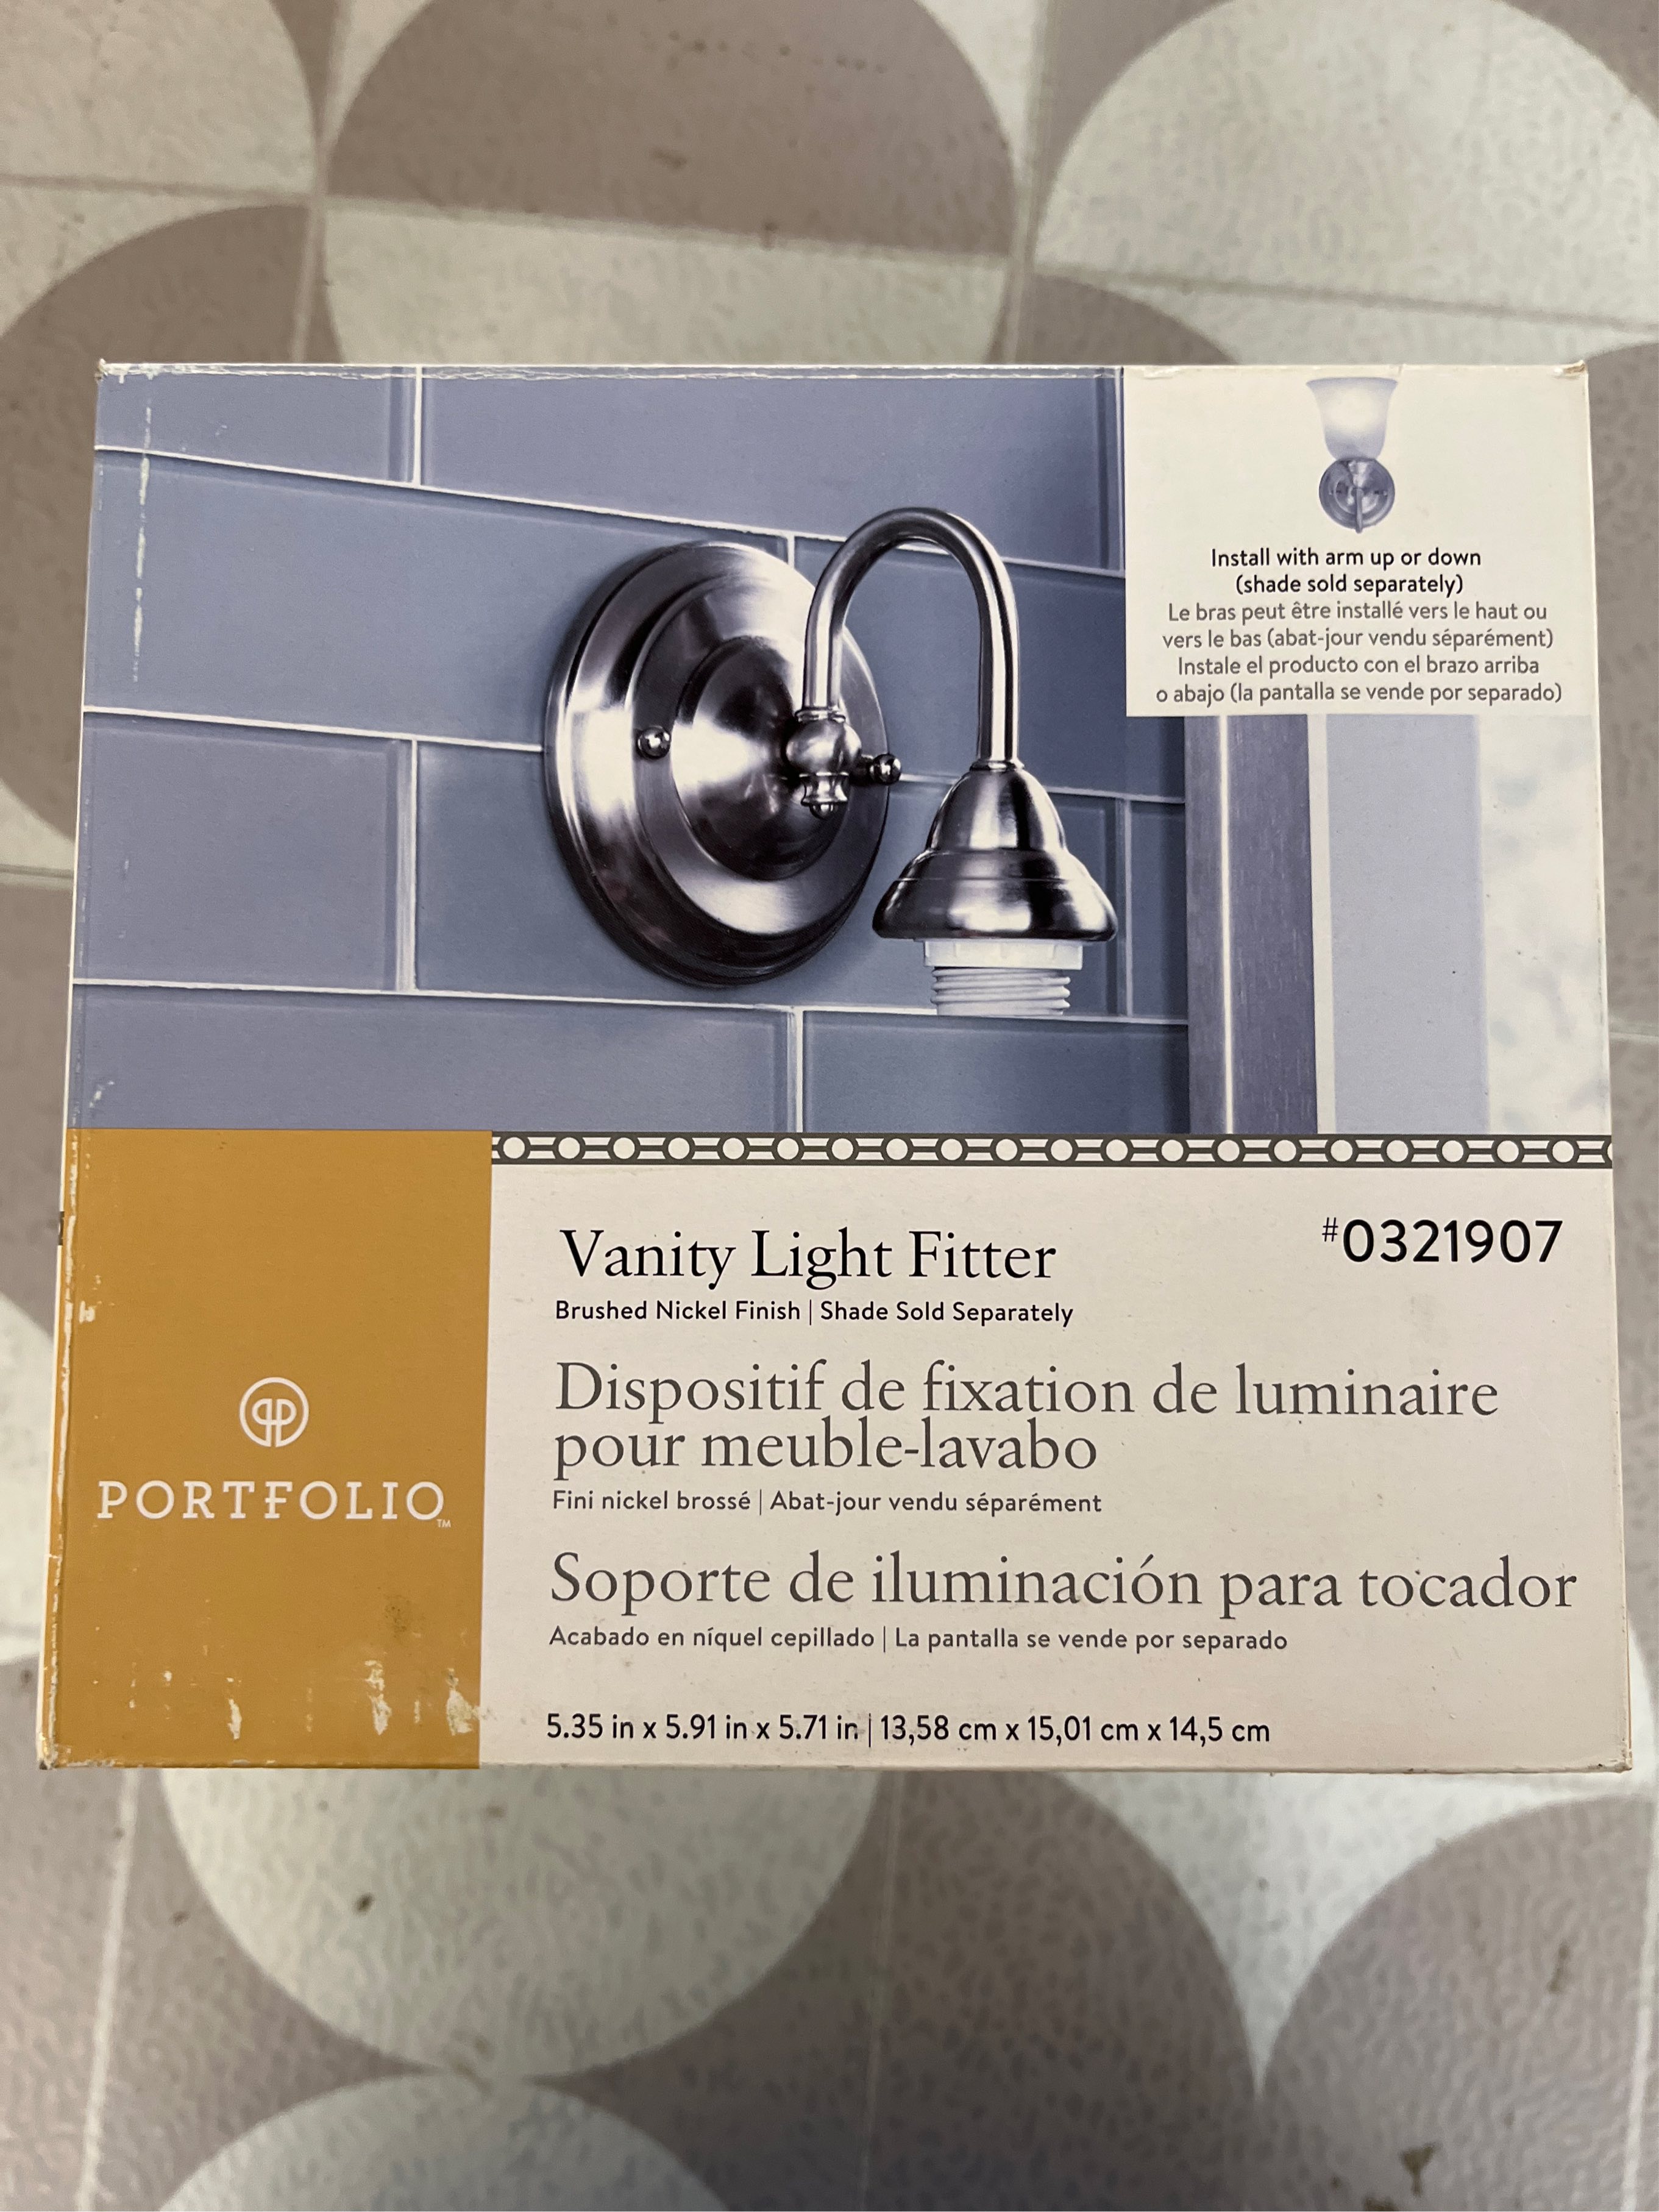 Install with arm up or down
(shade sold separately)
Le bras peut être installé vers le haut ou
vers le bas (abat-jour vendu séparément)
Instale el producto con el brazo arriba
o abajo (la pantalla se vende por separado)
Vanity Light Fitter
#0321907
Brushed Nickel Finish | Shade Sold Separately
Dispositif de fixation de luminaire
pour meuble-lavabo
Fini nickel brossé | Abat-jour vendu séparément
PORTFOLIO™
Soporte de iluminación para tocador
Acabado en níquel cepillado | La pantalla se vende por separado
5.35 in x 5.91 in x 5.71 in | 13,58 cm x 15,01 cm x 14,5 cm